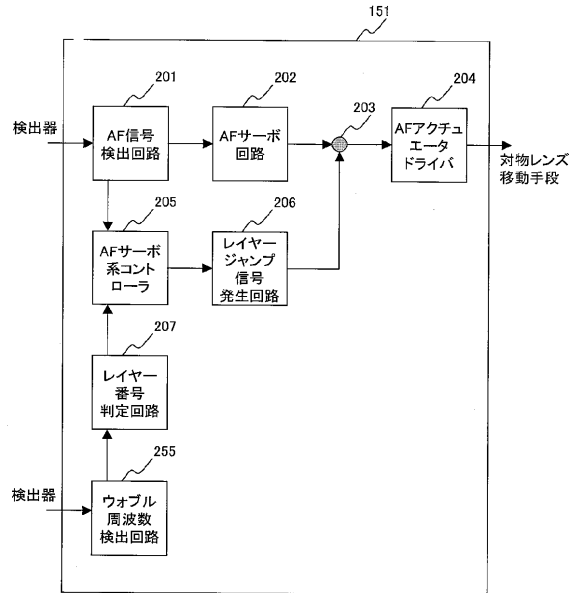 151
201
202
204
203
検出器
AF信号
検出回路
AFサーボ
回路
AFアクチュ
エータ
ドライバ
対物レンズ
移動手段
205
206
AFサーボ
系コント
ローラ
レイヤー
ジャンプ
信号
発生回路
207
レイヤー
番号
判定回路
255
検出器
ウォブル
周波数
検出回路